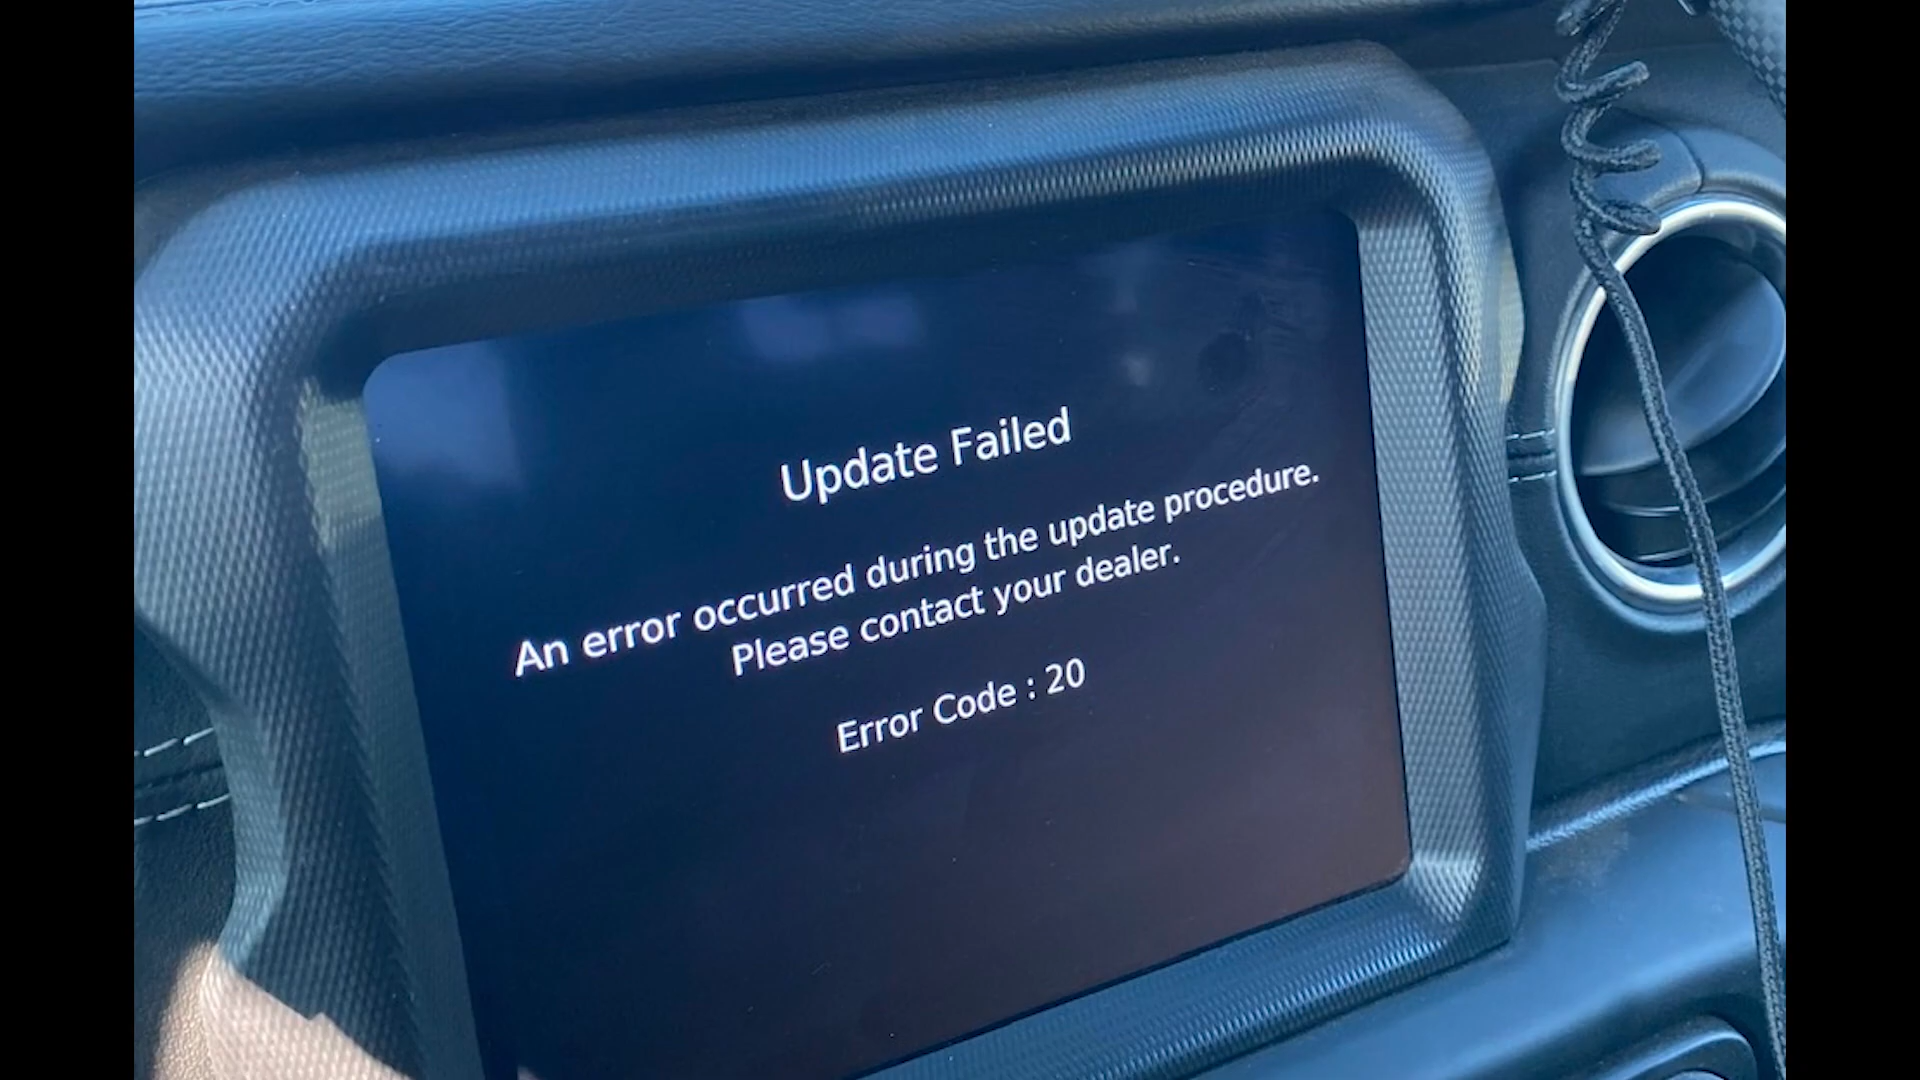 Update Failed
An error occurred during the update procedure.
Please contact your dealer.
Error Code : 20